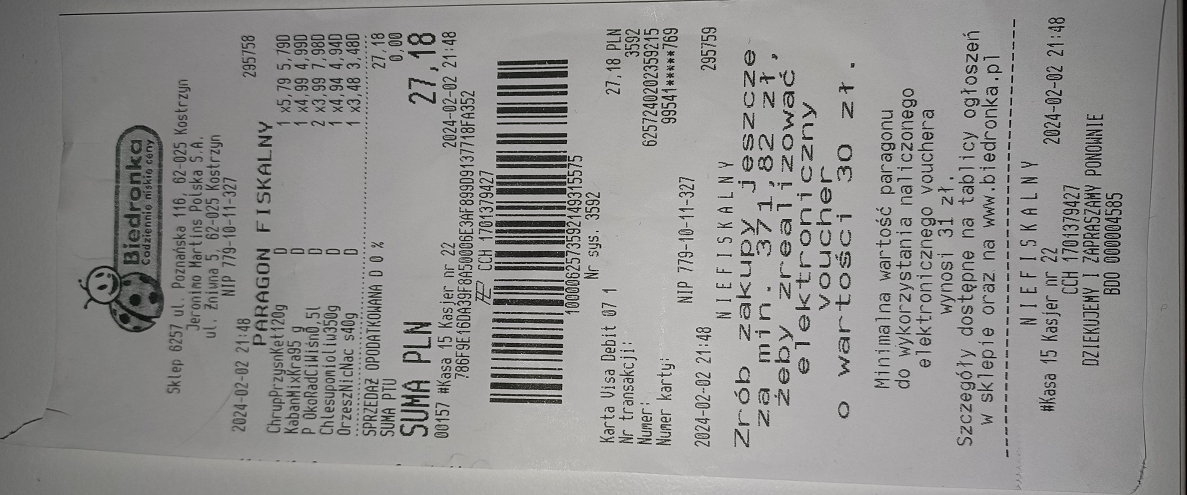 Biedronka
Codziennie niskie ceny
Sklep 6257 ul. Poznańska 116, 62-025 Kostrzyn
Jeronimo Martins Polska S.A.
ul. Żniwna 5, 62-025 Kostrzyn
NIP 779-10-11-327
2024-02-02 21:48 295758
PARAGON FISKALNY
ChrupPrzysnKet120g D 1 x5,79 5,79D
KabanMixKra95 g D 1 x4,99 4,99D
P OkoRadCiWiśn0,5l D 2 x3,99 7,98D
Chlesuponioliw350g D 1 x4,94 4,94D
OrzeszNicNac s40g D 1 x3,48 3,48D
SPRZEDAŻ OPODATKOWANA D 0 % 27,18
SUMA PTU 0,00
SUMA PLN 27,18
00157 #Kasa 15 Kasjer nr 22 2024-02-02 21:48
CCH 1701379427
Nr sys. 3592
Karta Visa Debit 07 1 27,18 PLN
Nr transakcji: 3592
Numer: 6257240202359215
Numer karty: 99541*****769
NIP 779-10-11-327
2024-02-02 21:48 295759
N I E F I S K A L N Y
Zrób zakupy jeszcze
za min. 371,82 zł,
żeby zrealizować
elektroniczny
voucher
o wartości 30 zł.
Minimalna wartość paragonu
do wykorzystania naliczonego
elektronicznego vouchera
wynosi 31 zł.
Szczegóły dostępne na tablicy ogłoszeń
w sklepie oraz na www.biedronka.pl
N I E F I S K A L N Y
#Kasa 15 Kasjer nr 22 2024-02-02 21:48
CCH 1701379427
DZIĘKUJEMY I ZAPRASZAMY PONOWNIE
BDO 000004585